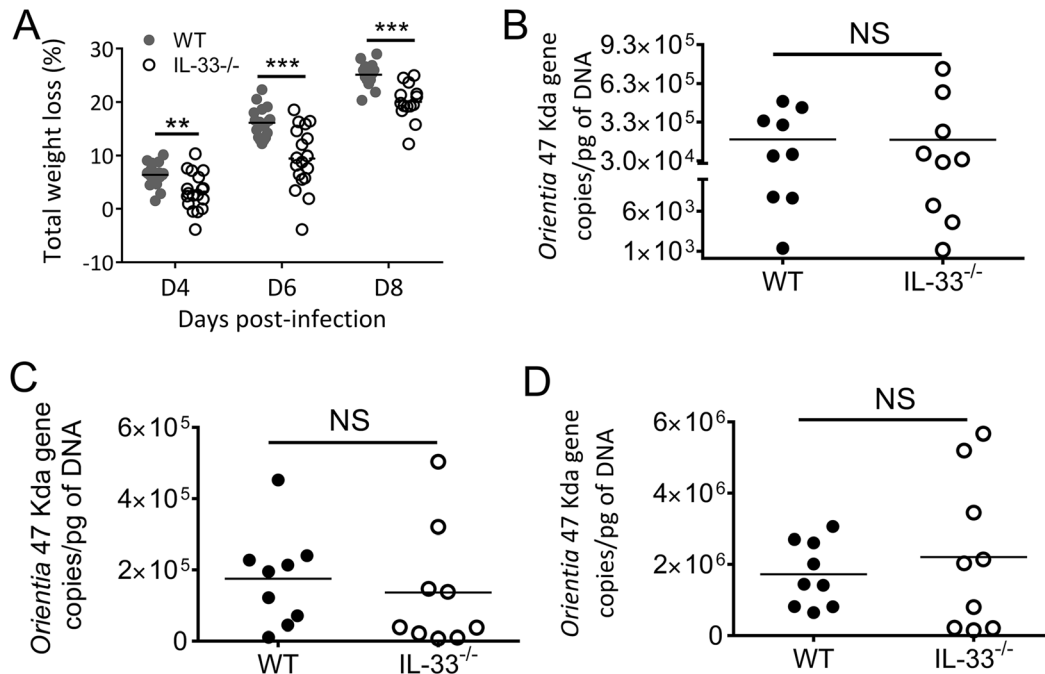 A
Total weight loss (%)
WT
IL-33-/-
30
20
10
0
-10
**
***
***
D4
D6
D8
Days post-infection
B
Orientia 47 Kda gene
copies/pg of DNA
NS
9.3×10⁵
6.3×10⁵
3.3×10⁵
3.0×10⁴
6×10³
1×10³
WT
IL-33⁻/⁻
C
Orientia 47 Kda gene
copies/pg of DNA
NS
6×10⁵
4×10⁵
2×10⁵
0
WT
IL-33⁻/⁻
D
Orientia 47 Kda gene
copies/pg of DNA
NS
6×10⁶
4×10⁶
2×10⁶
0
WT
IL-33⁻/⁻